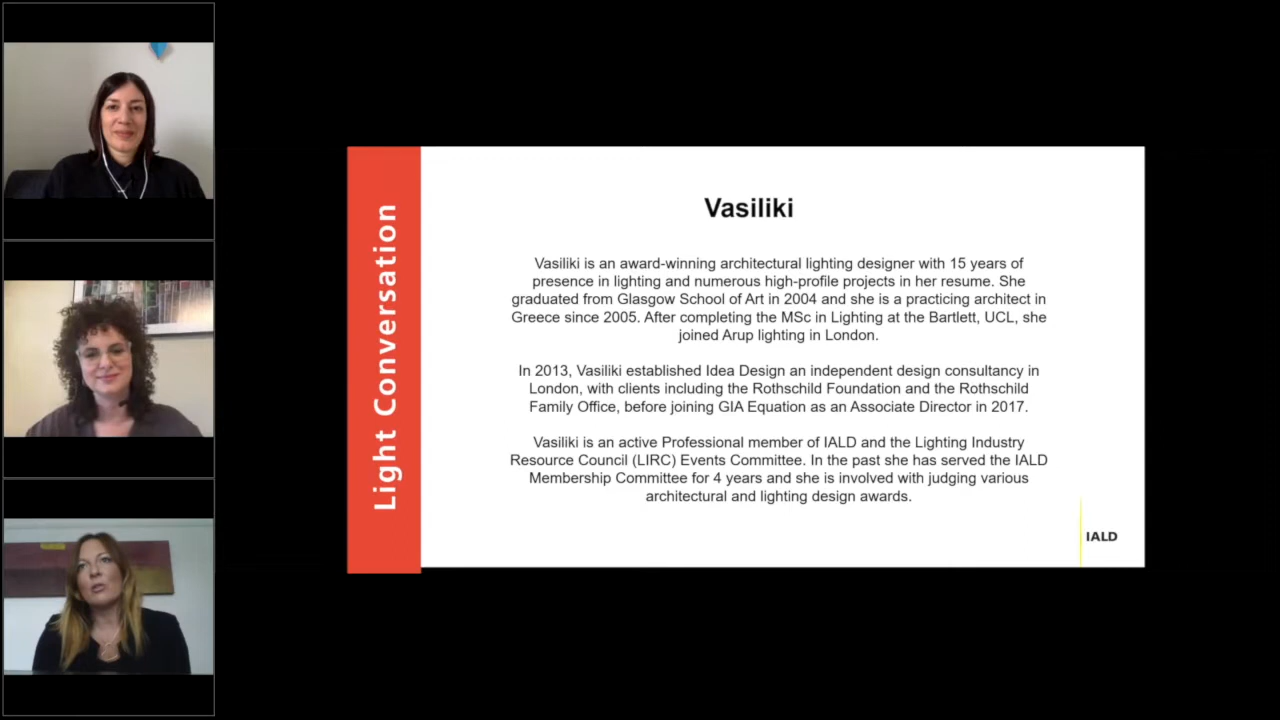 Light Conversation
Vasiliki
Vasiliki is an award-winning architectural lighting designer with 15 years of
presence in lighting and numerous high-profile projects in her resume. She
graduated from Glasgow School of Art in 2004 and she is a practicing architect in
Greece since 2005. After completing the MSc in Lighting at the Bartlett, UCL, she
joined Arup lighting in London.
In 2013, Vasiliki established Idea Design an independent design consultancy in
London, with clients including the Rothschild Foundation and the Rothschild
Family Office, before joining GIA Equation as an Associate Director in 2017.
Vasiliki is an active Professional member of IALD and the Lighting Industry
Resource Council (LIRC) Events Committee. In the past she has served the IALD
Membership Committee for 4 years and she is involved with judging various
architectural and lighting design awards.
IALD